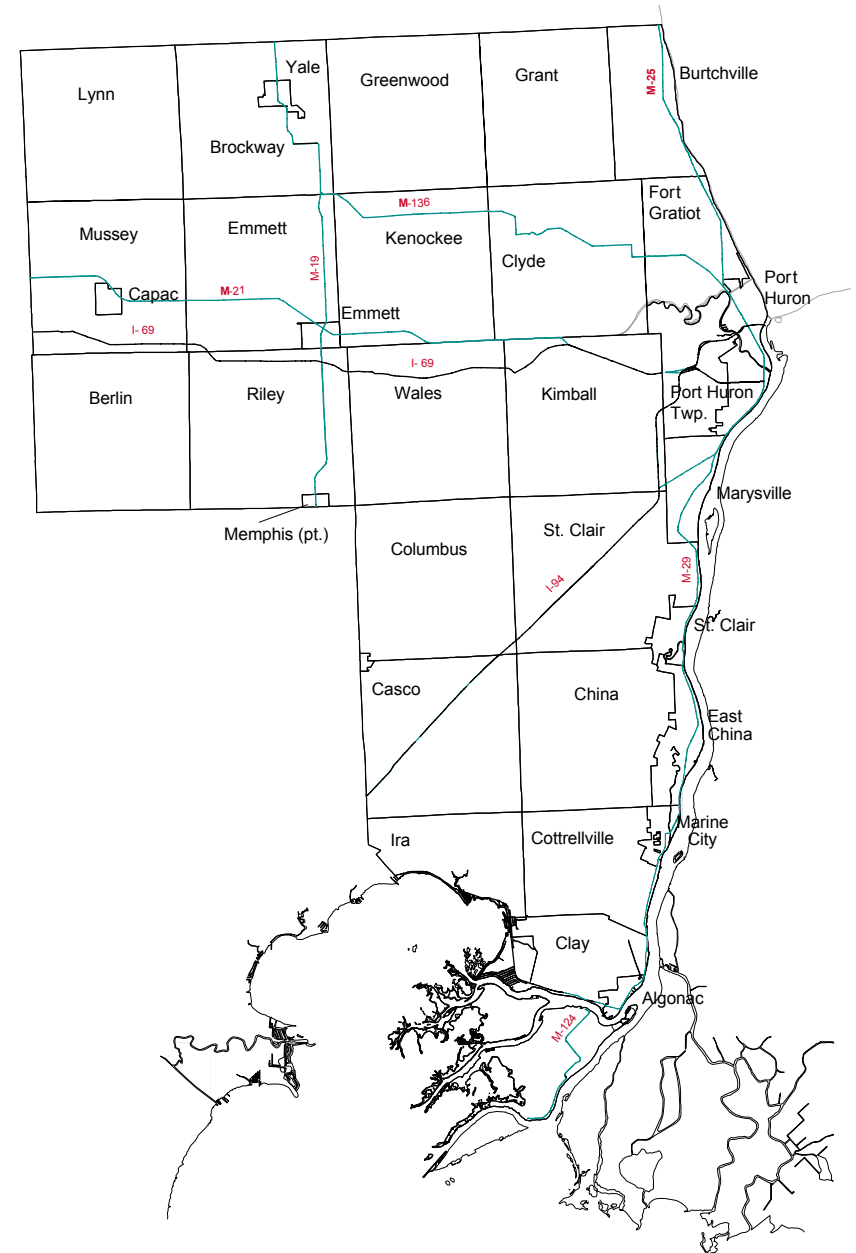 Lynn
Yale
Greenwood
Grant
M-25
Burtchville
Brockway
Mussey
Emmett
M-19
M-136
Kenockee
Clyde
Fort
Gratiot
Capac
M-21
Emmett
Port
Huron
I- 69
I- 69
Berlin
Riley
Wales
Kimball
Port Huron
Twp.
Memphis (pt.)
Marysville
Columbus
St. Clair
I-94
M-29
St. Clair
Casco
China
East
China
Ira
Cottrellville
Marine
City
Clay
Algonac
M-124